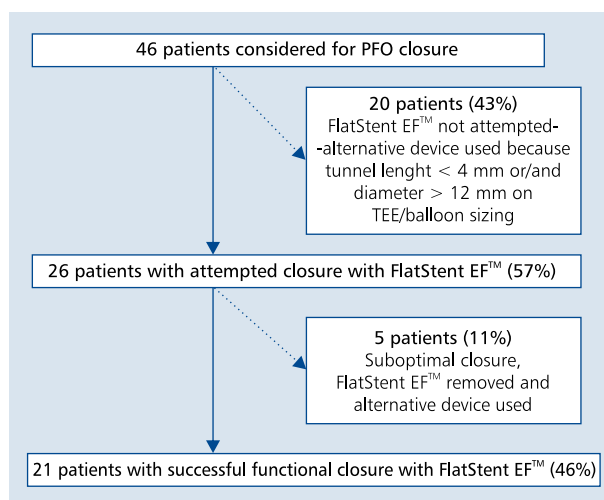 46 patients considered for PFO closure
20 patients (43%)
FlatStent EF™ not attempted-
-alternative device used because
tunnel lenght < 4 mm or/and
diameter > 12 mm on
TEE/balloon sizing
26 patients with attempted closure with FlatStent EF™ (57%)
5 patients (11%)
Suboptimal closure,
FlatStent EF™ removed and
alternative device used
21 patients with successful functional closure with FlatStent EF™ (46%)